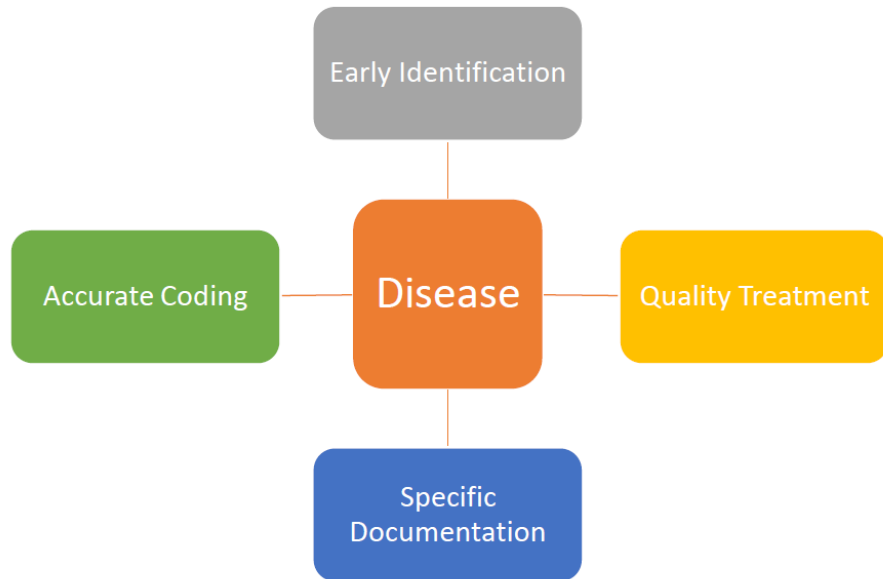 Early Identification
Accurate Coding
Disease
Quality Treatment
Specific
Documentation